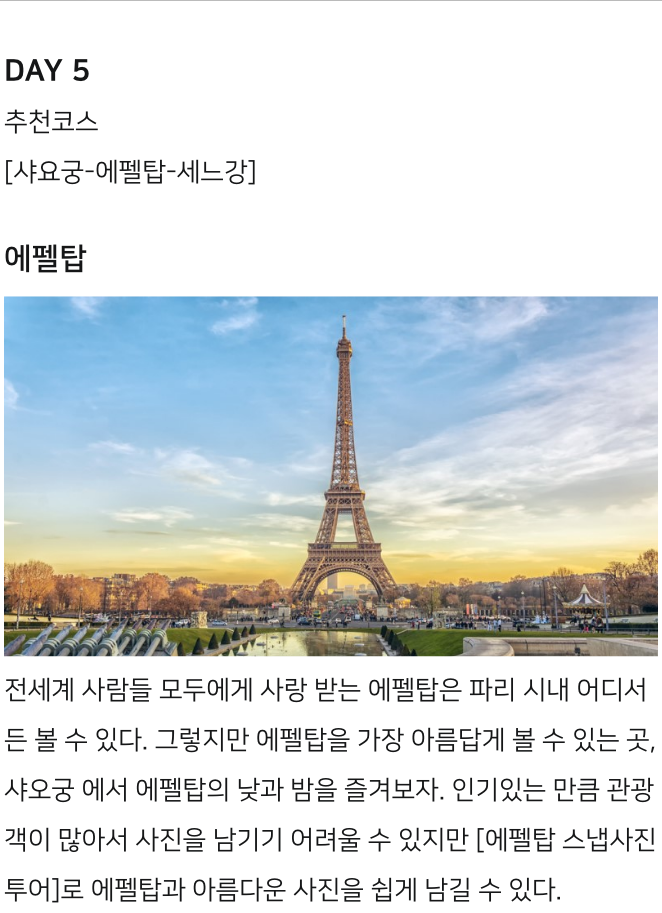 DAY 5
추천코스
[샤요궁-에펠탑-세느강]
에펠탑
전세계 사람들 모두에게 사랑 받는 에펠탑은 파리 시내 어디서
든 볼 수 있다. 그렇지만 에펠탑을 가장 아름답게 볼 수 있는 곳,
샤오궁 에서 에펠탑의 낮과 밤을 즐겨보자. 인기있는 만큼 관광
객이 많아서 사진을 남기기 어려울 수 있지만 [에펠탑 스냅사진
투어]로 에펠탑과 아름다운 사진을 쉽게 남길 수 있다.